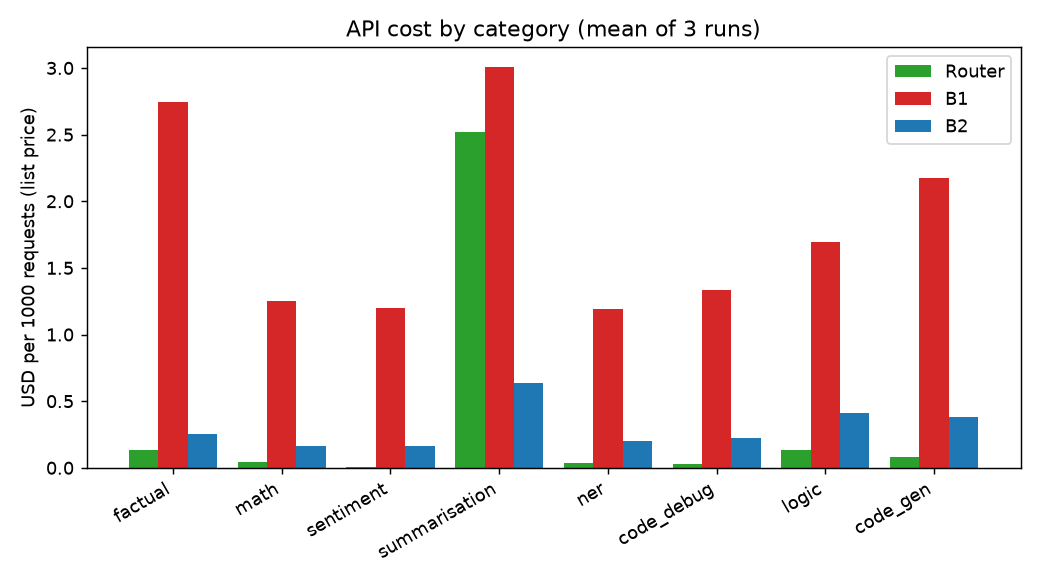 API cost by category (mean of 3 runs)
USD per 1000 requests (list price)
3.0
2.5
2.0
1.5
1.0
0.5
0.0
Router
B1
B2
factual
math
sentiment
summarisation
ner
code_debug
logic
code_gen